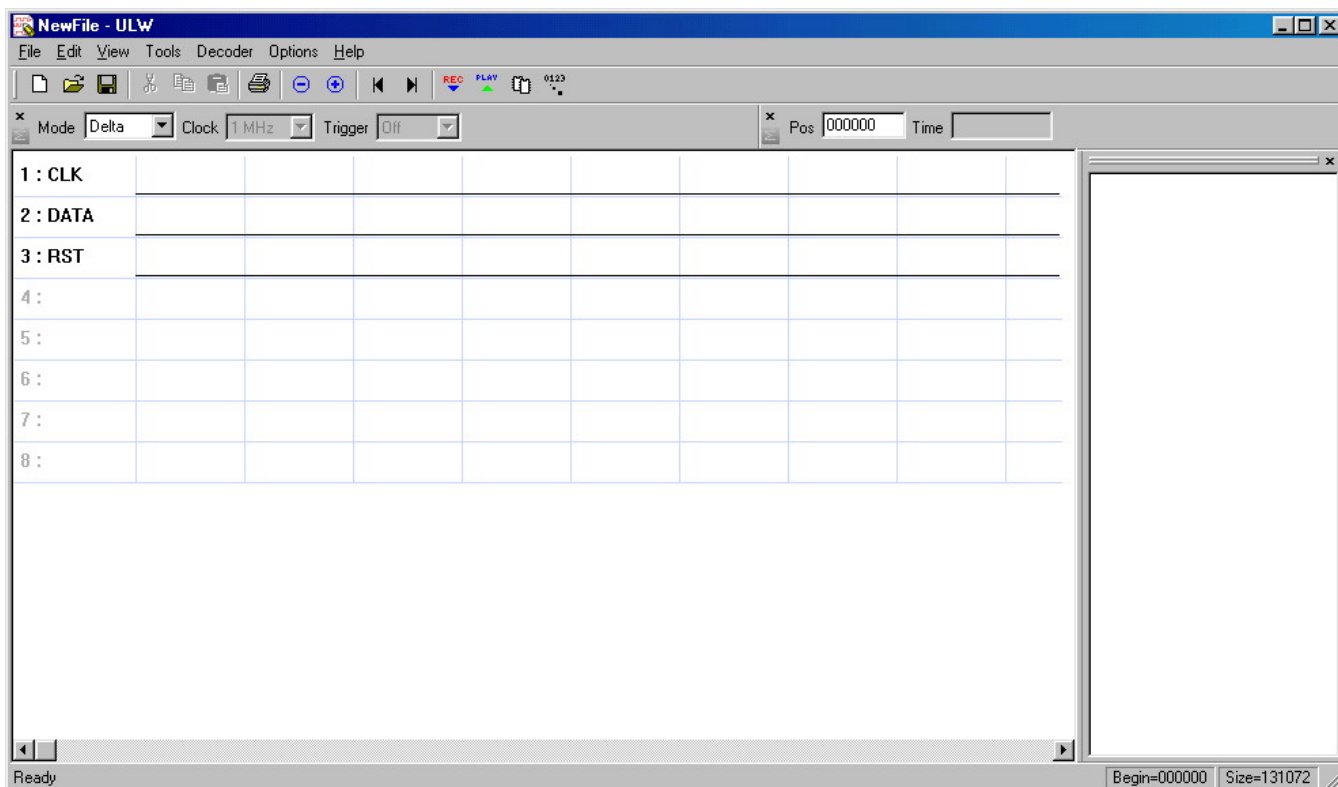 NewFile - ULW
File Edit View Tools Decoder Options Help
REC PLAY 0123
Mode Delta Clock 1 MHz Trigger Off Pos 000000 Time
1 : CLK
2 : DATA
3 : RST
4 :
5 :
6 :
7 :
8 :
Ready Begin=000000 Size=131072